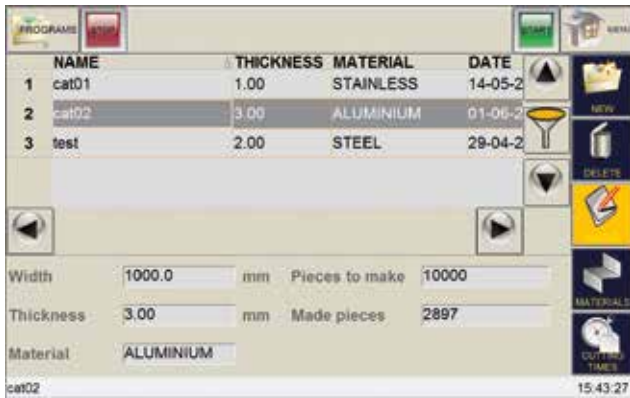 PROGRAMS STOP START MENU
NAME THICKNESS MATERIAL DATE
1 cat01 1.00 STAINLESS 14-05-2
2 cat02 3.00 ALUMINIUM 01-06-2
3 test 2.00 STEEL 29-04-2
NEW
DELETE
Width 1000.0 mm Pieces to make 10000
Thickness 3.00 mm Made pieces 2897
MATERIALS
Material ALUMINIUM
CUTTING
TIMES
cat02 15:43:27